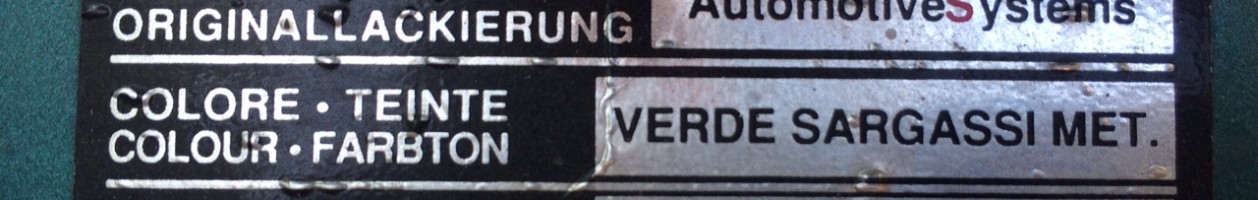 ORIGINALLACKIERUNG
AutomotiveSystems
COLORE • TEINTE
COLOUR • FARBTON
VERDE SARGASSI MET.